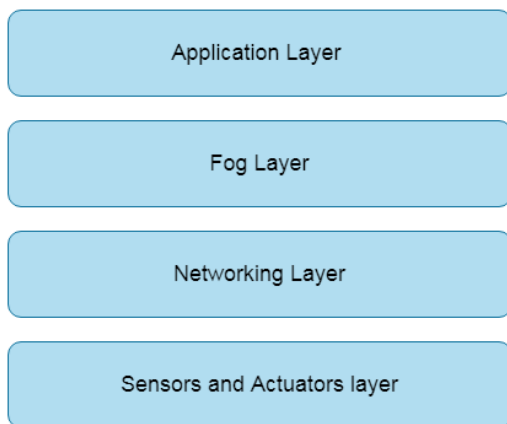 Application Layer
Fog Layer
Networking Layer
Sensors and Actuators layer